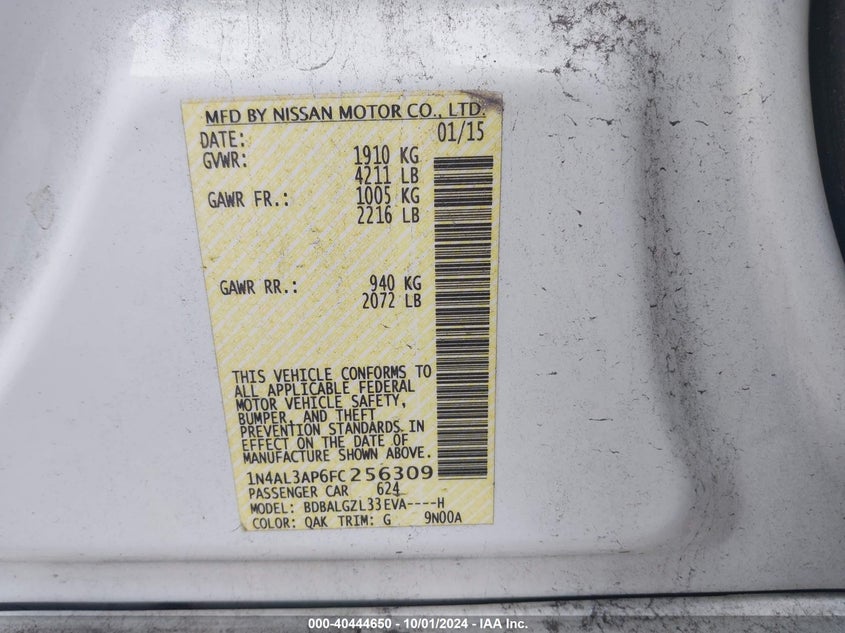 MFD BY NISSAN MOTOR CO., LTD.
DATE: 01/15
GVWR: 1910 KG
4211 LB
GAWR FR.: 1005 KG
2216 LB
GAWR RR.: 940 KG
2072 LB
THIS VEHICLE CONFORMS TO
ALL APPLICABLE FEDERAL
MOTOR VEHICLE SAFETY,
BUMPER, AND THEFT
PREVENTION STANDARDS IN
EFFECT ON THE DATE OF
MANUFACTURE SHOWN ABOVE.
1N4AL3AP6FC256309
PASSENGER CAR 624
MODEL: BDBALGZL33EVA----H
COLOR: QAK TRIM: G 9N00A
000-40444650 - 10/01/2024 - IAA Inc.